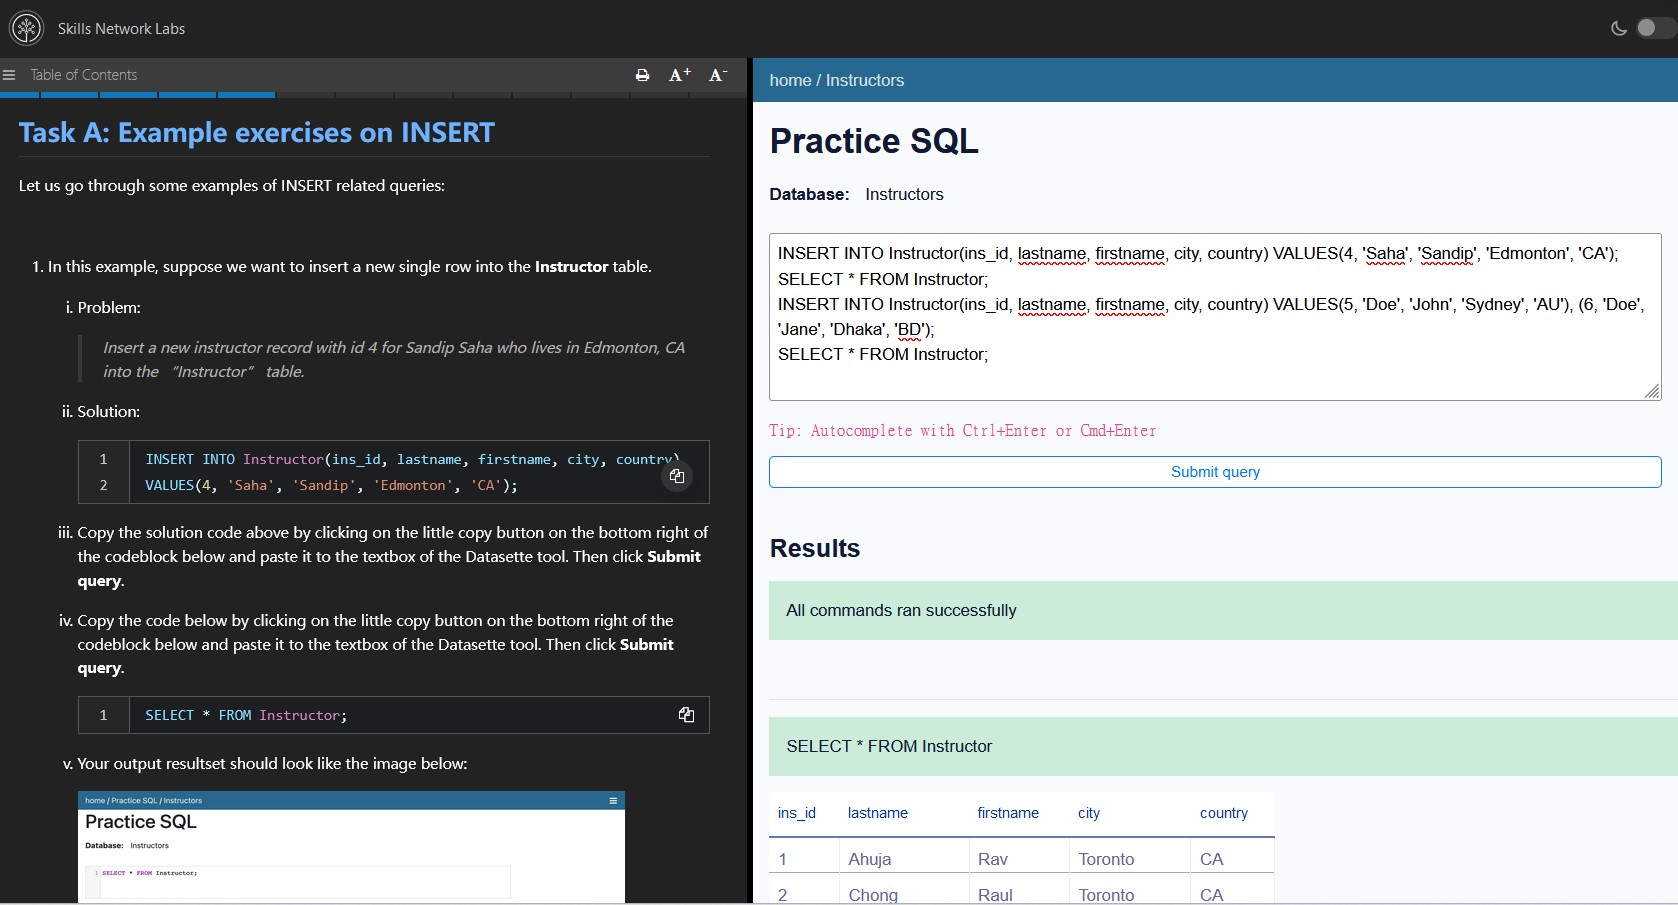 Skills Network Labs
Table of Contents
A+ A-
Task A: Example exercises on INSERT
Let us go through some examples of INSERT related queries:
1. In this example, suppose we want to insert a new single row into the Instructor table.
i. Problem:
Insert a new instructor record with id 4 for Sandip Saha who lives in Edmonton, CA
into the “Instructor” table.
ii. Solution:
1 INSERT INTO Instructor(ins_id, lastname, firstname, city, country)
2 VALUES(4, 'Saha', 'Sandip', 'Edmonton', 'CA');
iii. Copy the solution code above by clicking on the little copy button on the bottom right of
the codeblock below and paste it to the textbox of the Datasette tool. Then click Submit
query.
iv. Copy the code below by clicking on the little copy button on the bottom right of the
codeblock below and paste it to the textbox of the Datasette tool. Then click Submit
query.
1 SELECT * FROM Instructor;
v. Your output resultset should look like the image below:
home / Practice SQL / Instructors
Practice SQL
Database: Instructors
1 SELECT * FROM Instructor;
home / Instructors
Practice SQL
Database: Instructors
INSERT INTO Instructor(ins_id, lastname, firstname, city, country) VALUES(4, 'Saha', 'Sandip', 'Edmonton', 'CA');
SELECT * FROM Instructor;
INSERT INTO Instructor(ins_id, lastname, firstname, city, country) VALUES(5, 'Doe', 'John', 'Sydney', 'AU'), (6, 'Doe',
'Jane', 'Dhaka', 'BD');
SELECT * FROM Instructor;
Tip: Autocomplete with Ctrl+Enter or Cmd+Enter
Submit query
Results
All commands ran successfully
SELECT * FROM Instructor
ins_id lastname firstname city country
1 Ahuja Rav Toronto CA
2 Chong Raul Toronto CA